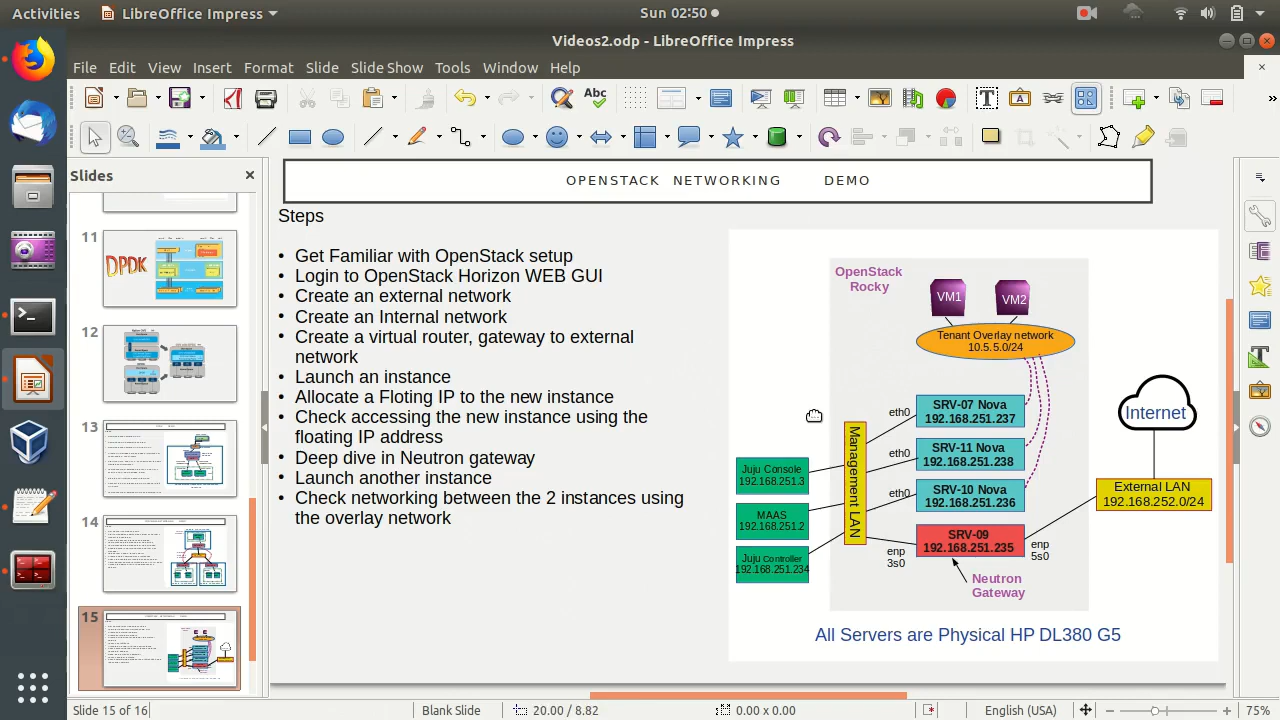 Activities
LibreOffice Impress
Sun 02:50
Videos2.odp - LibreOffice Impress
File Edit View Insert Format Slide Slide Show Tools Window Help
Abc
Slides
11
DPDK
12
13
14
15
OPENSTACK NETWORKING DEMO
Steps
• Get Familiar with OpenStack setup
• Login to OpenStack Horizon WEB GUI
• Create an external network
• Create an Internal network
• Create a virtual router, gateway to external
network
• Launch an instance
• Allocate a Floting IP to the new instance
• Check accessing the new instance using the
floating IP address
• Deep dive in Neutron gateway
• Launch another instance
• Check networking between the 2 instances using
the overlay network
OpenStack
Rocky
VM1
VM2
Tenant Overlay network
10.5.5.0/24
eth0
SRV-07 Nova
192.168.251.237
eth0
SRV-11 Nova
192.168.251.238
eth0
SRV-10 Nova
192.168.251.236
SRV-09
192.168.251.235
enp
3s0
enp
5s0
Neutron
Gateway
Management LAN
Juju Console
192.168.251.3
MAAS
192.168.251.2
Juju Controller
192.168.251.234
Internet
External LAN
192.168.252.0/24
All Servers are Physical HP DL380 G5
Slide 15 of 16
Blank Slide
20.00 / 8.82
0.00 x 0.00
English (USA)
75%